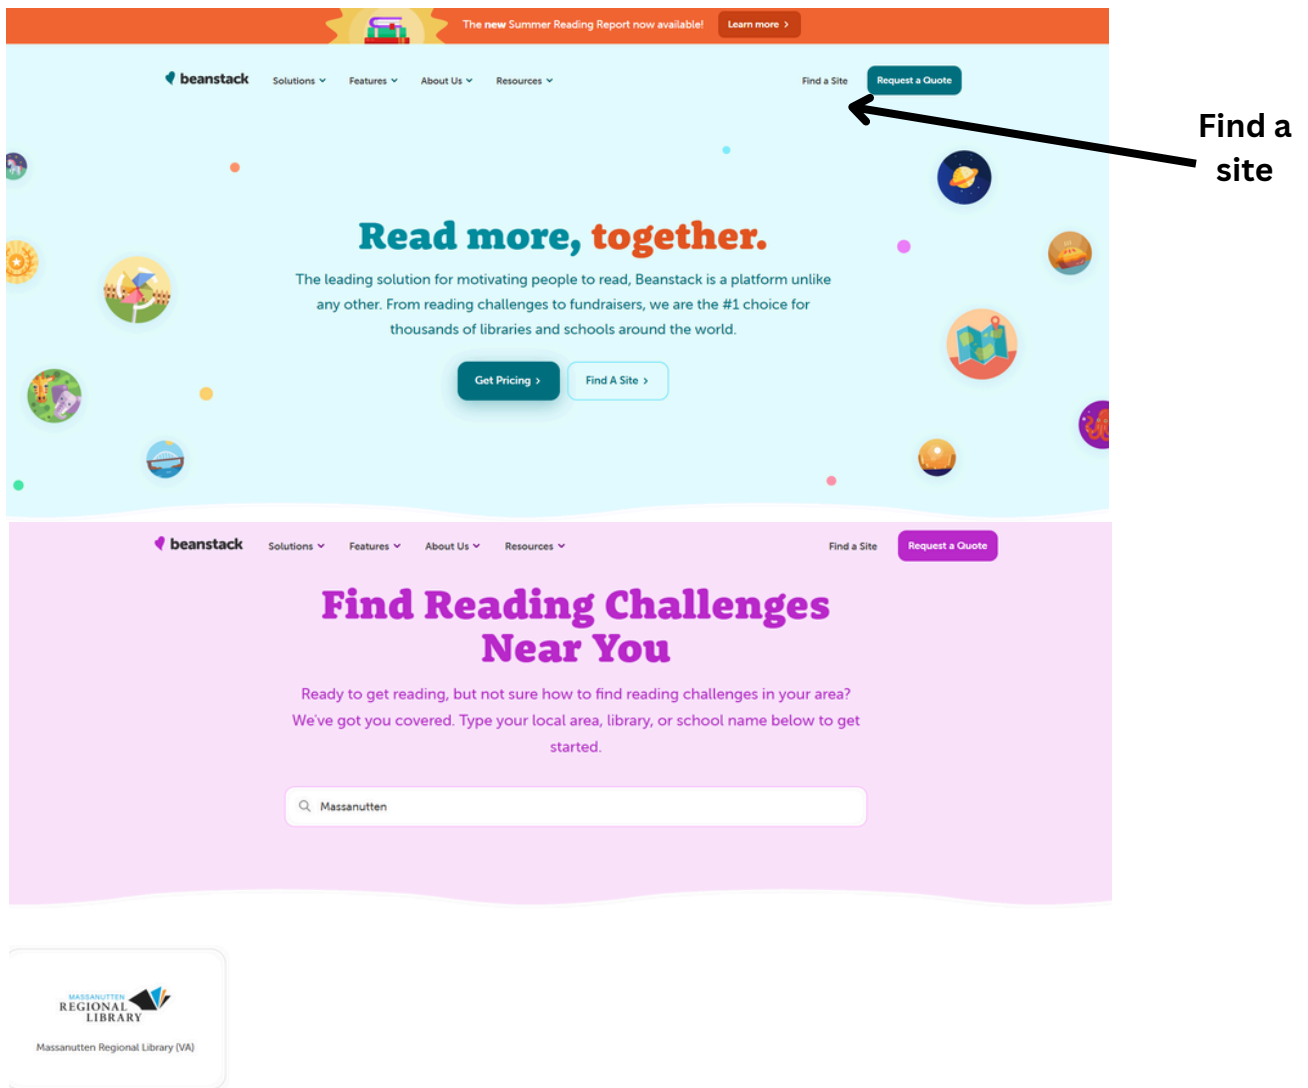 The new Summer Reading Report now available! Learn more >
beanstack Solutions Features About Us Resources Find a Site Request a Quote
Find a
site
Read more, together.
The leading solution for motivating people to read, Beanstack is a platform unlike
any other. From reading challenges to fundraisers, we are the #1 choice for
thousands of libraries and schools around the world.
Get Pricing > Find A Site >
beanstack Solutions Features About Us Resources Find a Site Request a Quote
Find Reading Challenges
Near You
Ready to get reading, but not sure how to find reading challenges in your area?
We've got you covered. Type your local area, library, or school name below to get
started.
Massanutten
MASSANUTTEN
REGIONAL
LIBRARY
Massanutten Regional Library (VA)